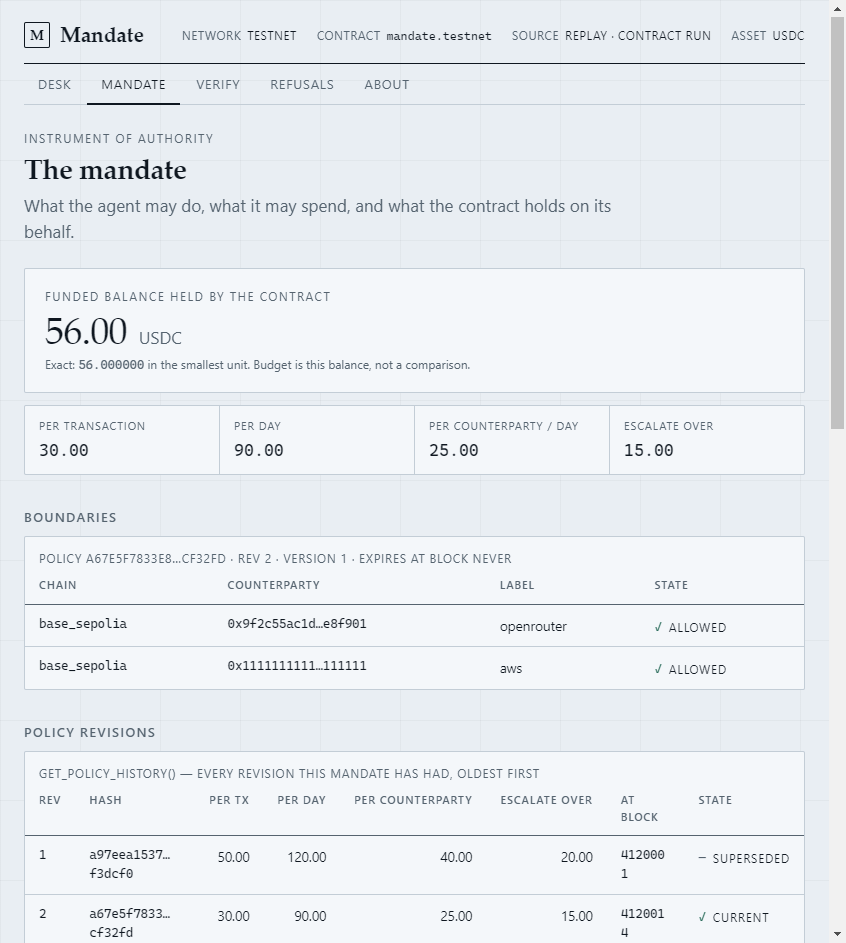 M Mandate NETWORK TESTNET CONTRACT mandate.testnet SOURCE REPLAY · CONTRACT RUN ASSET USDC
DESK MANDATE VERIFY REFUSALS ABOUT
INSTRUMENT OF AUTHORITY
The mandate
What the agent may do, what it may spend, and what the contract holds on its
behalf.
FUNDED BALANCE HELD BY THE CONTRACT
56.00 USDC
Exact: 56.000000 in the smallest unit. Budget is this balance, not a comparison.
PER TRANSACTION PER DAY PER COUNTERPARTY / DAY ESCALATE OVER
30.00 90.00 25.00 15.00
BOUNDARIES
POLICY A67E5F7833E8…CF32FD · REV 2 · VERSION 1 · EXPIRES AT BLOCK NEVER
CHAIN COUNTERPARTY LABEL STATE
base_sepolia 0x9f2c55ac1d…e8f901 openrouter ✓ ALLOWED
base_sepolia 0x1111111111…111111 aws ✓ ALLOWED
POLICY REVISIONS
GET_POLICY_HISTORY() — EVERY REVISION THIS MANDATE HAS HAD, OLDEST FIRST
REV HASH PER TX PER DAY PER COUNTERPARTY ESCALATE OVER AT STATE
BLOCK
1 a97eea1537… 50.00 120.00 40.00 20.00 412000 – SUPERSEDED
f3dcf0 1
2 a67e5f7833… 30.00 90.00 25.00 15.00 412001 ✓ CURRENT
cf32fd 4